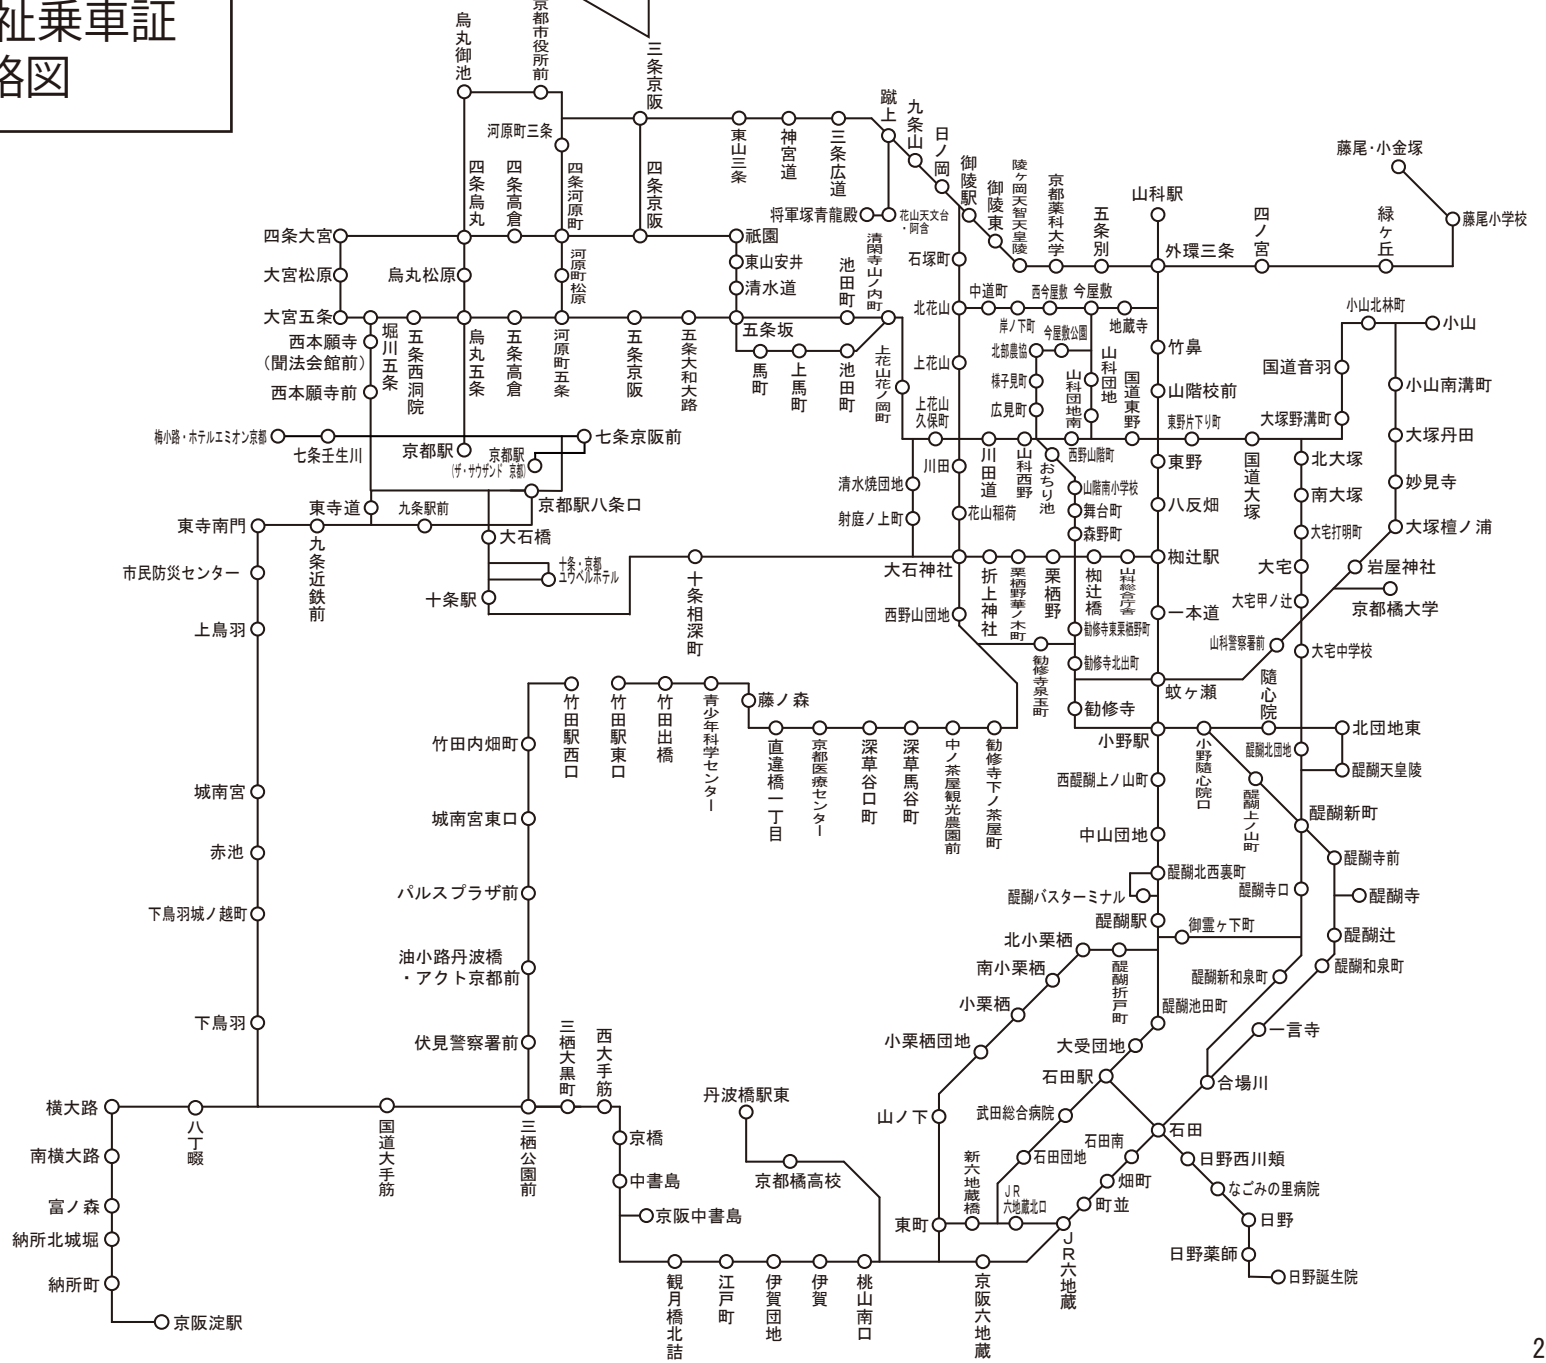 祉乗車証
略図
烏丸御池
京都市役所前
三条京阪
河原町三条
東山三条
神宮道
三条広道
蹴上
九条山
日ノ岡
御陵駅
御陵東
陵ヶ岡天智天皇陵
京都薬科大学
五条別
山科駅
外環三条
四ノ宮
緑ヶ丘
藤尾・小金塚
藤尾小学校
四条烏丸
四条高倉
四条河原町
四条京阪
将軍塚青龍殿
花山天文台
・阿含
四条大宮
祇園
大宮松原
烏丸松原
河原町松原
東山安井
清水道
池田町
清閑寺山ノ内町
石塚町
北花山
中道町
岸ノ下町
西今屋敷
今屋敷公園
今屋敷
地蔵寺
小山北林町
小山
大宮五条
堀川五条
五条西洞院
烏丸五条
五条高倉
河原町五条
五条京阪
五条大和大路
五条坂
馬町
上馬町
池田町
上花山花ノ岡町
西本願寺
(聞法会館前)
西本願寺前
北部農協
様子見町
広見町
山科団地
山科団地南
国道東野
竹鼻
山階校前
東野片下り町
国道音羽
大塚野溝町
小山南溝町
上花山
上花山
久保町
梅小路・ホテルエミオン京都
七条壬生川
京都駅
京都駅
(ザ・サウザンド 京都)
七条京阪前
川田
川田道
山科西野
おちり池
西野山階町
東野
国道大塚
北大塚
大塚丹田
清水焼団地
射庭ノ上町
花山稲荷
山階南小学校
舞台町
森野町
八反畑
南大塚
大宅打明町
妙見寺
大塚檀ノ浦
東寺南門
東寺道
九条近鉄前
九条駅前
京都駅八条口
大石橋
十条・京都
ユウベルホテル
十条駅
十条相深町
大石神社
折上神社
栗栖野華ノ木町
栗栖野
椥辻橋
山科総合庁舎
椥辻駅
大宅
岩屋神社
京都橘大学
市民防災センター
上鳥羽
西野山団地
勧修寺泉玉町
勧修寺東栗栖野町
一本道
大宅甲ノ辻
山科警察署前
大宅中学校
勧修寺北出町
蚊ヶ瀬
勧修寺
小野駅
小野随心院口
隨心院
北団地東
醍醐北団地
醍醐天皇陵
竹田駅西口
竹田駅東口
竹田出橋
青少年科学センター
藤ノ森
直違橋一丁目
京都医療センター
深草谷口町
深草馬谷町
中ノ茶屋観光農園前
勧修寺下ノ茶屋町
竹田内畑町
城南宮
城南宮東口
赤池
パルスプラザ前
下鳥羽城ノ越町
油小路丹波橋
・アクト京都前
下鳥羽
伏見警察署前
西醍醐上ノ山町
醍醐上ノ山町
醍醐新町
中山団地
醍醐寺前
醍醐北西裏町
醍醐バスターミナル
醍醐寺口
醍醐寺
醍醐駅
御霊ヶ下町
醍醐辻
北小栗栖
南小栗栖
小栗栖
小栗栖団地
醍醐折戸町
醍醐新和泉町
醍醐和泉町
醍醐池田町
一言寺
大受団地
石田駅
合場川
横大路
八丁畷
国道大手筋
三栖公園前
三栖大黒町
西大手筋
京橋
中書島
京阪中書島
丹波橋駅東
京都橘高校
山ノ下
武田総合病院
石田
石田南
石田団地
日野西川頬
畑町
なごみの里病院
町並
日野
南横大路
富ノ森
納所北城堀
納所町
京阪淀駅
新六地蔵橋
JR
六地蔵北口
東町
日野薬師
日野誕生院
観月橋北詰
江戸町
伊賀団地
伊賀
桃山南口
京阪六地蔵
JR六地蔵
2